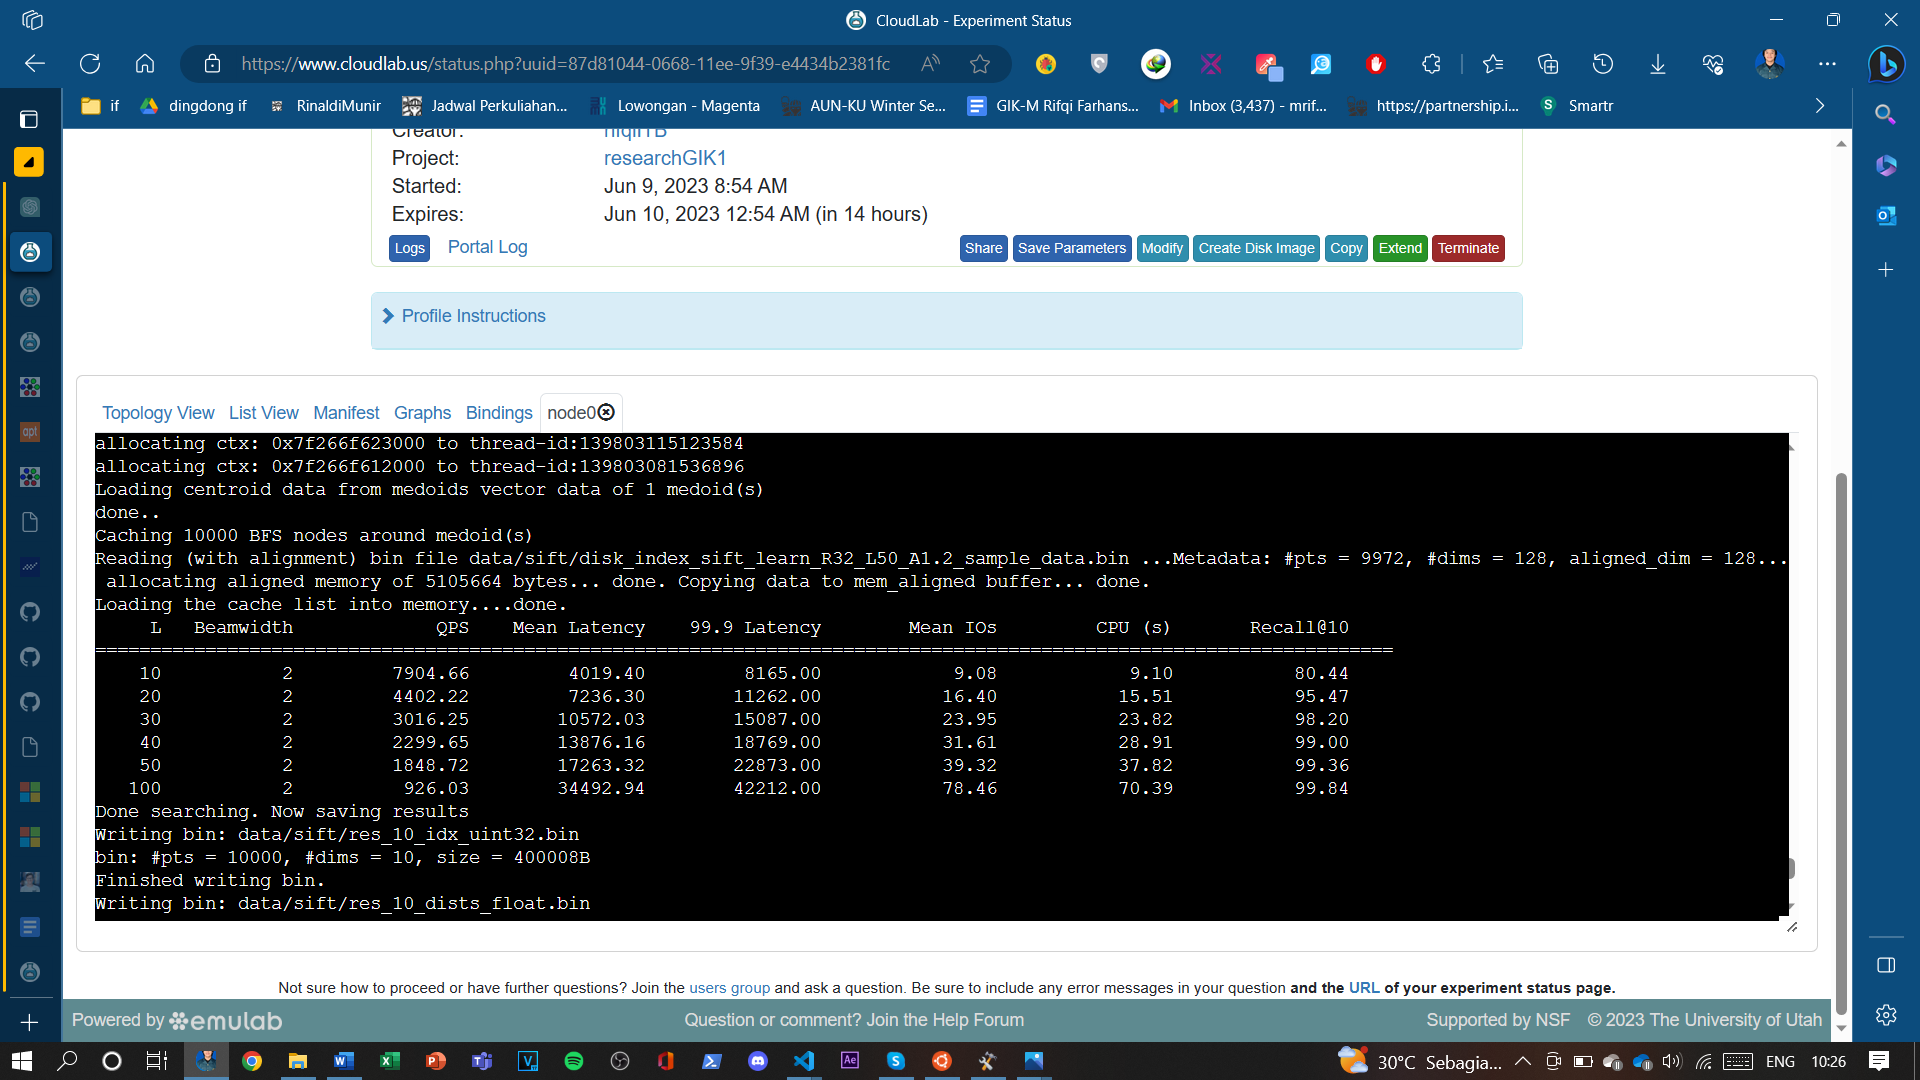 CloudLab - Experiment Status
https://www.cloudlab.us/status.php?uuid=87d81044-0668-11ee-9f39-e4434b2381fc
if dingdong if RinaldiMunir Jadwal Perkuliahan... Lowongan - Magenta AUN-KU Winter Se... GIK-M Rifqi Farhans... Inbox (3,437) - mrif... https://partnership.i... Smartr
Creator: rifqiITB
Project: researchGIK1
Started: Jun 9, 2023 8:54 AM
Expires: Jun 10, 2023 12:54 AM (in 14 hours)
Logs Portal Log Share Save Parameters Modify Create Disk Image Copy Extend Terminate
Profile Instructions
Topology View List View Manifest Graphs Bindings node0
allocating ctx: 0x7f266f623000 to thread-id:139803115123584
allocating ctx: 0x7f266f612000 to thread-id:139803081536896
Loading centroid data from medoids vector data of 1 medoid(s)
done..
Caching 10000 BFS nodes around medoid(s)
Reading (with alignment) bin file data/sift/disk_index_sift_learn_R32_L50_A1.2_sample_data.bin ...Metadata: #pts = 9972, #dims = 128, aligned_dim = 128...
allocating aligned memory of 5105664 bytes... done. Copying data to mem_aligned buffer... done.
Loading the cache list into memory....done.
L Beamwidth QPS Mean Latency 99.9 Latency Mean IOs CPU (s) Recall@10
======================================================================================================================
10 2 7904.66 4019.40 8165.00 9.08 9.10 80.44
20 2 4402.22 7236.30 11262.00 16.40 15.51 95.47
30 2 3016.25 10572.03 15087.00 23.95 23.82 98.20
40 2 2299.65 13876.16 18769.00 31.61 28.91 99.00
50 2 1848.72 17263.32 22873.00 39.32 37.82 99.36
100 2 926.03 34492.94 42212.00 78.46 70.39 99.84
Done searching. Now saving results
Writing bin: data/sift/res_10_idx_uint32.bin
bin: #pts = 10000, #dims = 10, size = 400008B
Finished writing bin.
Writing bin: data/sift/res_10_dists_float.bin
Not sure how to proceed or have further questions? Join the users group and ask a question. Be sure to include any error messages in your question and the URL of your experiment status page.
Powered by emulab Question or comment? Join the Help Forum Supported by NSF © 2023 The University of Utah
30°C Sebagia... ENG 10:26